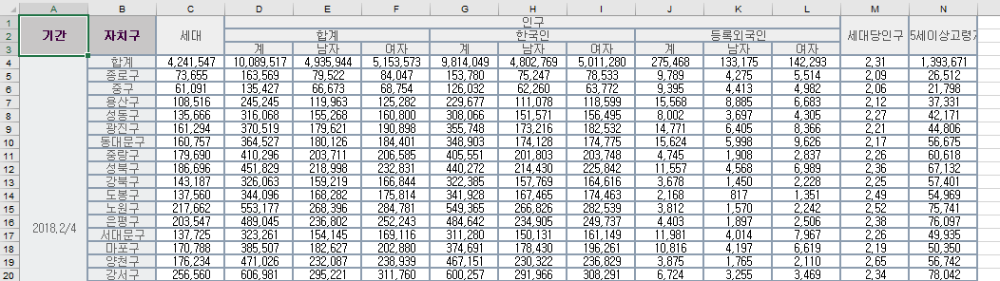 A B C D E F G H I J K L M N
1 인구
2 기간 자치구 세대 합계 한국인 등록외국인 세대당인구 5세이상고령자
3 계 남자 여자 계 남자 여자 계 남자 여자
4 합계 4,241,547 10,089,517 4,935,944 5,153,573 9,814,049 4,802,769 5,011,280 275,468 133,175 142,293 2.31 1,393,671
5 종로구 73,655 163,569 79,522 84,047 153,780 75,247 78,533 9,789 4,275 5,514 2.09 26,512
6 중구 61,091 135,427 66,673 68,754 126,032 62,260 63,772 9,395 4,413 4,982 2.06 21,798
7 용산구 108,516 245,245 119,963 125,282 229,677 111,078 118,599 15,568 8,885 6,683 2.12 37,331
8 성동구 135,666 316,068 155,268 160,800 308,066 151,571 156,495 8,002 3,697 4,305 2.27 42,171
9 광진구 161,294 370,519 179,621 190,898 355,748 173,216 182,532 14,771 6,405 8,366 2.21 44,806
10 동대문구 160,757 364,527 180,126 184,401 348,903 174,128 174,775 15,624 5,998 9,626 2.17 56,675
11 중랑구 179,690 410,296 203,711 206,585 405,551 201,803 203,748 4,745 1,908 2,837 2.26 60,618
12 성북구 186,696 451,829 218,998 232,831 440,272 214,430 225,842 11,557 4,568 6,989 2.36 67,132
13 강북구 143,187 326,063 159,219 166,844 322,385 157,769 164,616 3,678 1,450 2,228 2.25 57,401
14 도봉구 137,560 344,096 168,282 175,814 341,928 167,465 174,463 2,168 817 1,351 2.49 54,969
15 노원구 217,662 553,177 268,396 284,781 549,365 266,826 282,539 3,812 1,570 2,242 2.52 75,741
16 2018.2/4 은평구 203,547 489,045 236,802 252,243 484,642 234,905 249,737 4,403 1,897 2,506 2.38 76,097
17 서대문구 137,725 323,261 154,145 169,116 311,280 150,131 161,149 11,981 4,014 7,967 2.26 49,935
18 마포구 170,788 385,507 182,627 202,880 374,691 178,430 196,261 10,816 4,197 6,619 2.19 50,350
19 양천구 176,234 471,026 232,087 238,939 467,151 230,322 236,829 3,875 1,765 2,110 2.65 56,742
20 강서구 256,560 606,981 295,221 311,760 600,257 291,966 308,291 6,724 3,255 3,469 2.34 78,042